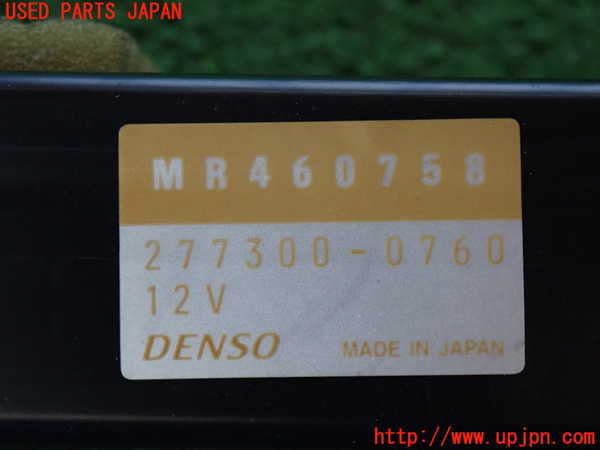 USED PARTS JAPAN
MR460758
277300-0760
12V
DENSO MADE IN JAPAN
http://www.upjpn.com/